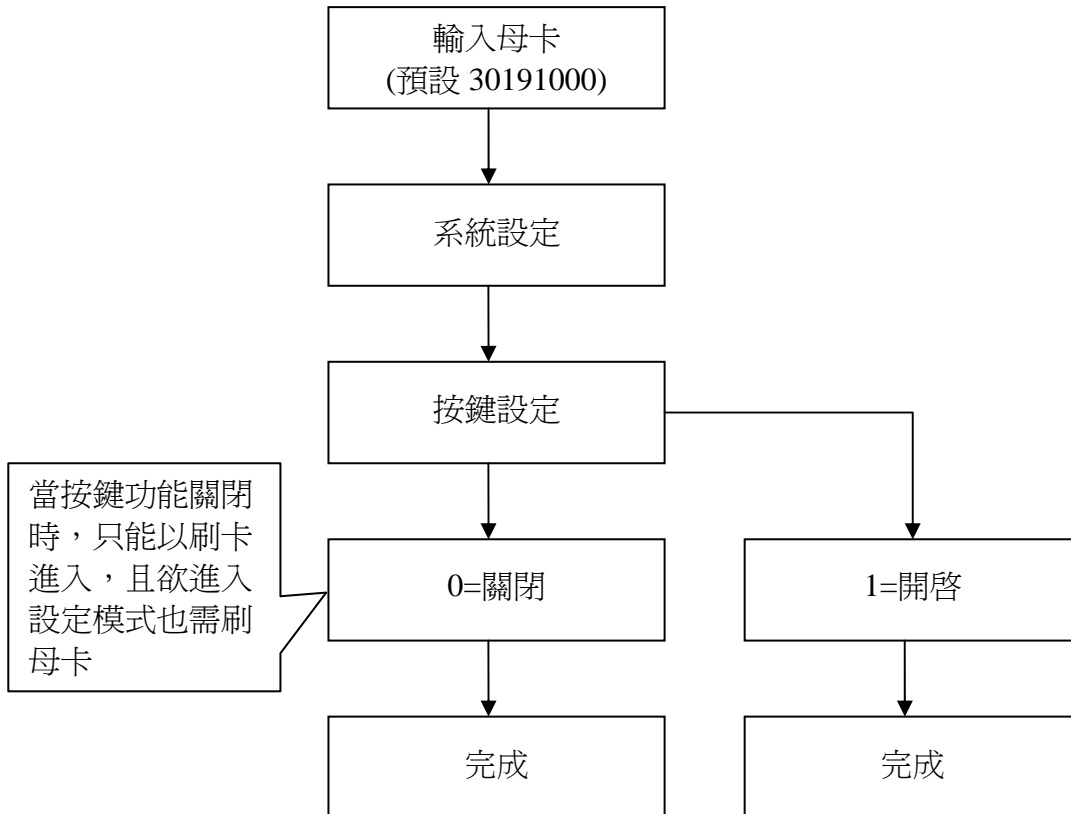 輸入母卡
(預設 30191000)
系統設定
按鍵設定
當按鍵功能關閉
時，只能以刷卡
進入，且欲進入
設定模式也需刷
母卡
0=關閉
1=開啓
完成
完成